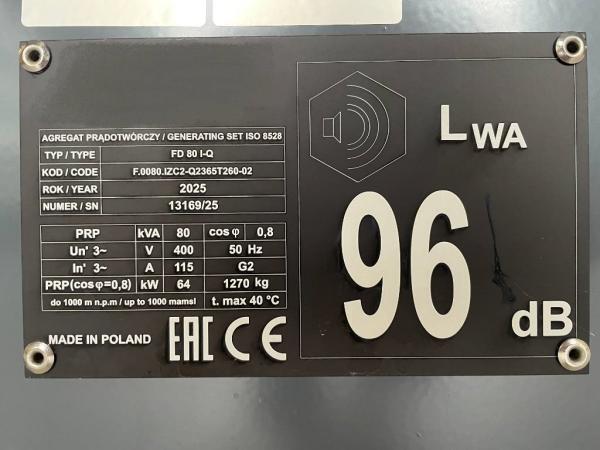 AGREGAT PRĄDOTWÓRCZY / GENERATING SET ISO 8528
TYP / TYPE FD 80 I-Q
KOD / CODE F.0080.IZC2-Q2365T260-02
ROK / YEAR 2025
NUMER / SN 13169/25
PRP kVA 80 cos φ 0,8
Un' 3~ V 400 50 Hz
In' 3~ A 115 G2
PRP(cosφ=0,8) kW 64 1270 kg
do 1000 m n.p.m / up to 1000 mamsl t. max 40 °C
MADE IN POLAND EAC CE
LWA
96
dB